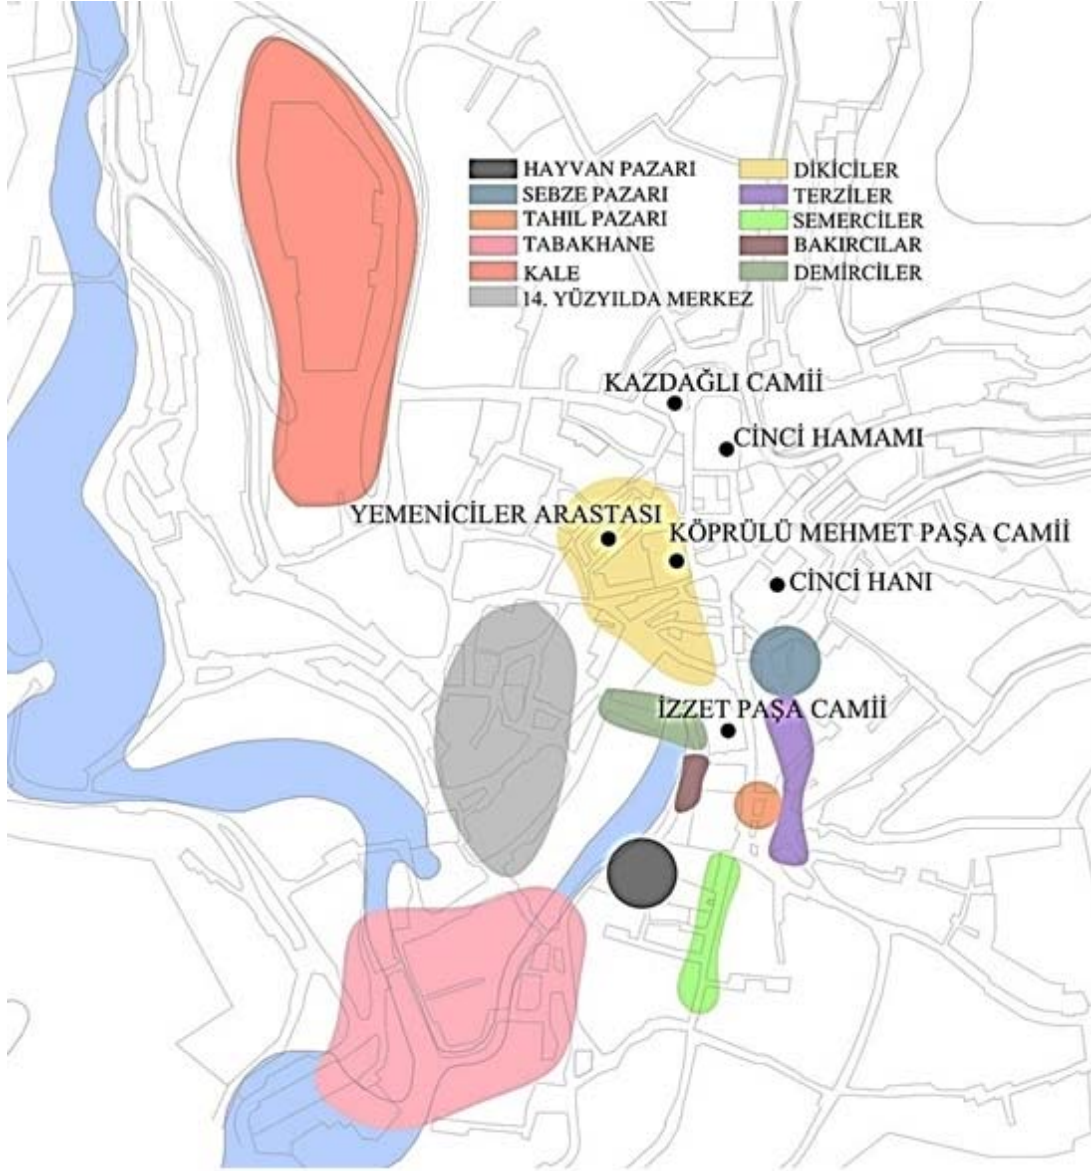 HAYVAN PAZARI
SEBZE PAZARI
TAHIL PAZARI
TABAKHANE
KALE
14. YÜZYILDA MERKEZ
DİKİCİLER
TERZİLER
SEMERCİLER
BAKIRCILAR
DEMİRCİLER
KAZDAĞLI CAMİİ
CİNCİ HAMAMI
YEMENİCİLER ARASTASI
KÖPRÜLÜ MEHMET PAŞA CAMİİ
CİNCİ HANI
İZZET PAŞA CAMİİ